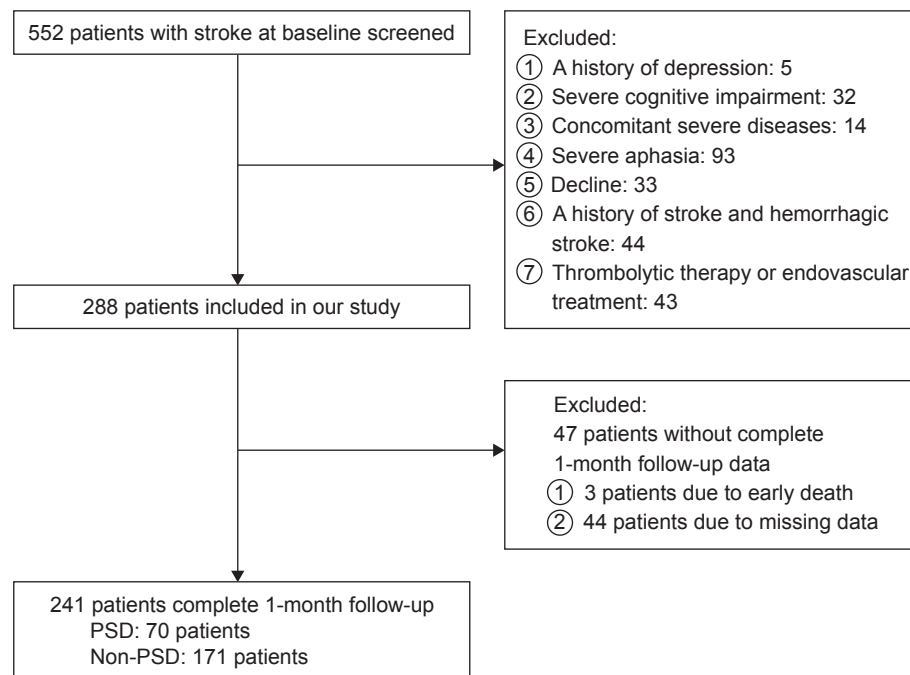 552 patients with stroke at baseline screened
Excluded:
① A history of depression: 5
② Severe cognitive impairment: 32
③ Concomitant severe diseases: 14
④ Severe aphasia: 93
⑤ Decline: 33
⑥ A history of stroke and hemorrhagic
stroke: 44
⑦ Thrombolytic therapy or endovascular
treatment: 43
288 patients included in our study
Excluded:
47 patients without complete
1-month follow-up data
① 3 patients due to early death
② 44 patients due to missing data
241 patients complete 1-month follow-up
PSD: 70 patients
Non-PSD: 171 patients